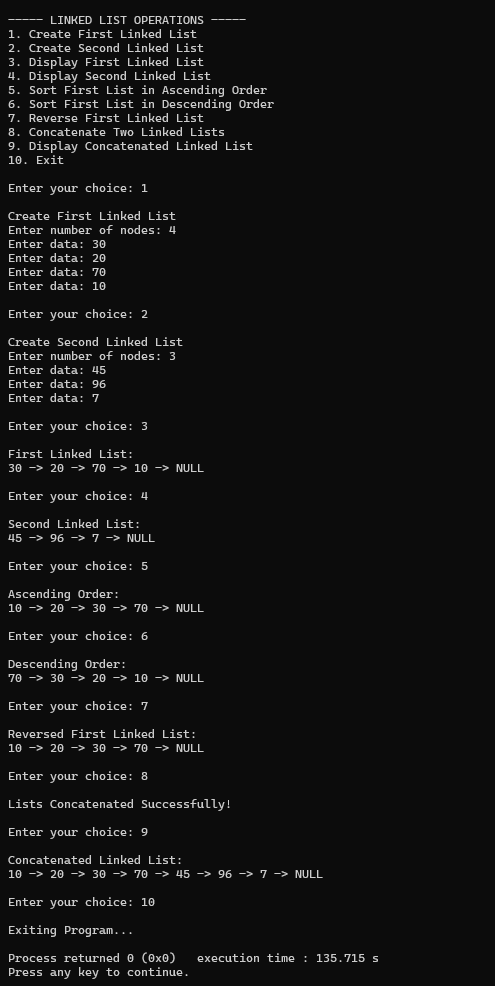 ----- LINKED LIST OPERATIONS -----
1. Create First Linked List
2. Create Second Linked List
3. Display First Linked List
4. Display Second Linked List
5. Sort First List in Ascending Order
6. Sort First List in Descending Order
7. Reverse First Linked List
8. Concatenate Two Linked Lists
9. Display Concatenated Linked List
10. Exit
Enter your choice: 1
Create First Linked List
Enter number of nodes: 4
Enter data: 30
Enter data: 20
Enter data: 70
Enter data: 10
Enter your choice: 2
Create Second Linked List
Enter number of nodes: 3
Enter data: 45
Enter data: 96
Enter data: 7
Enter your choice: 3
First Linked List:
30 -> 20 -> 70 -> 10 -> NULL
Enter your choice: 4
Second Linked List:
45 -> 96 -> 7 -> NULL
Enter your choice: 5
Ascending Order:
10 -> 20 -> 30 -> 70 -> NULL
Enter your choice: 6
Descending Order:
70 -> 30 -> 20 -> 10 -> NULL
Enter your choice: 7
Reversed First Linked List:
10 -> 20 -> 30 -> 70 -> NULL
Enter your choice: 8
Lists Concatenated Successfully!
Enter your choice: 9
Concatenated Linked List:
10 -> 20 -> 30 -> 70 -> 45 -> 96 -> 7 -> NULL
Enter your choice: 10
Exiting Program...
Process returned 0 (0x0)   execution time : 135.715 s
Press any key to continue.